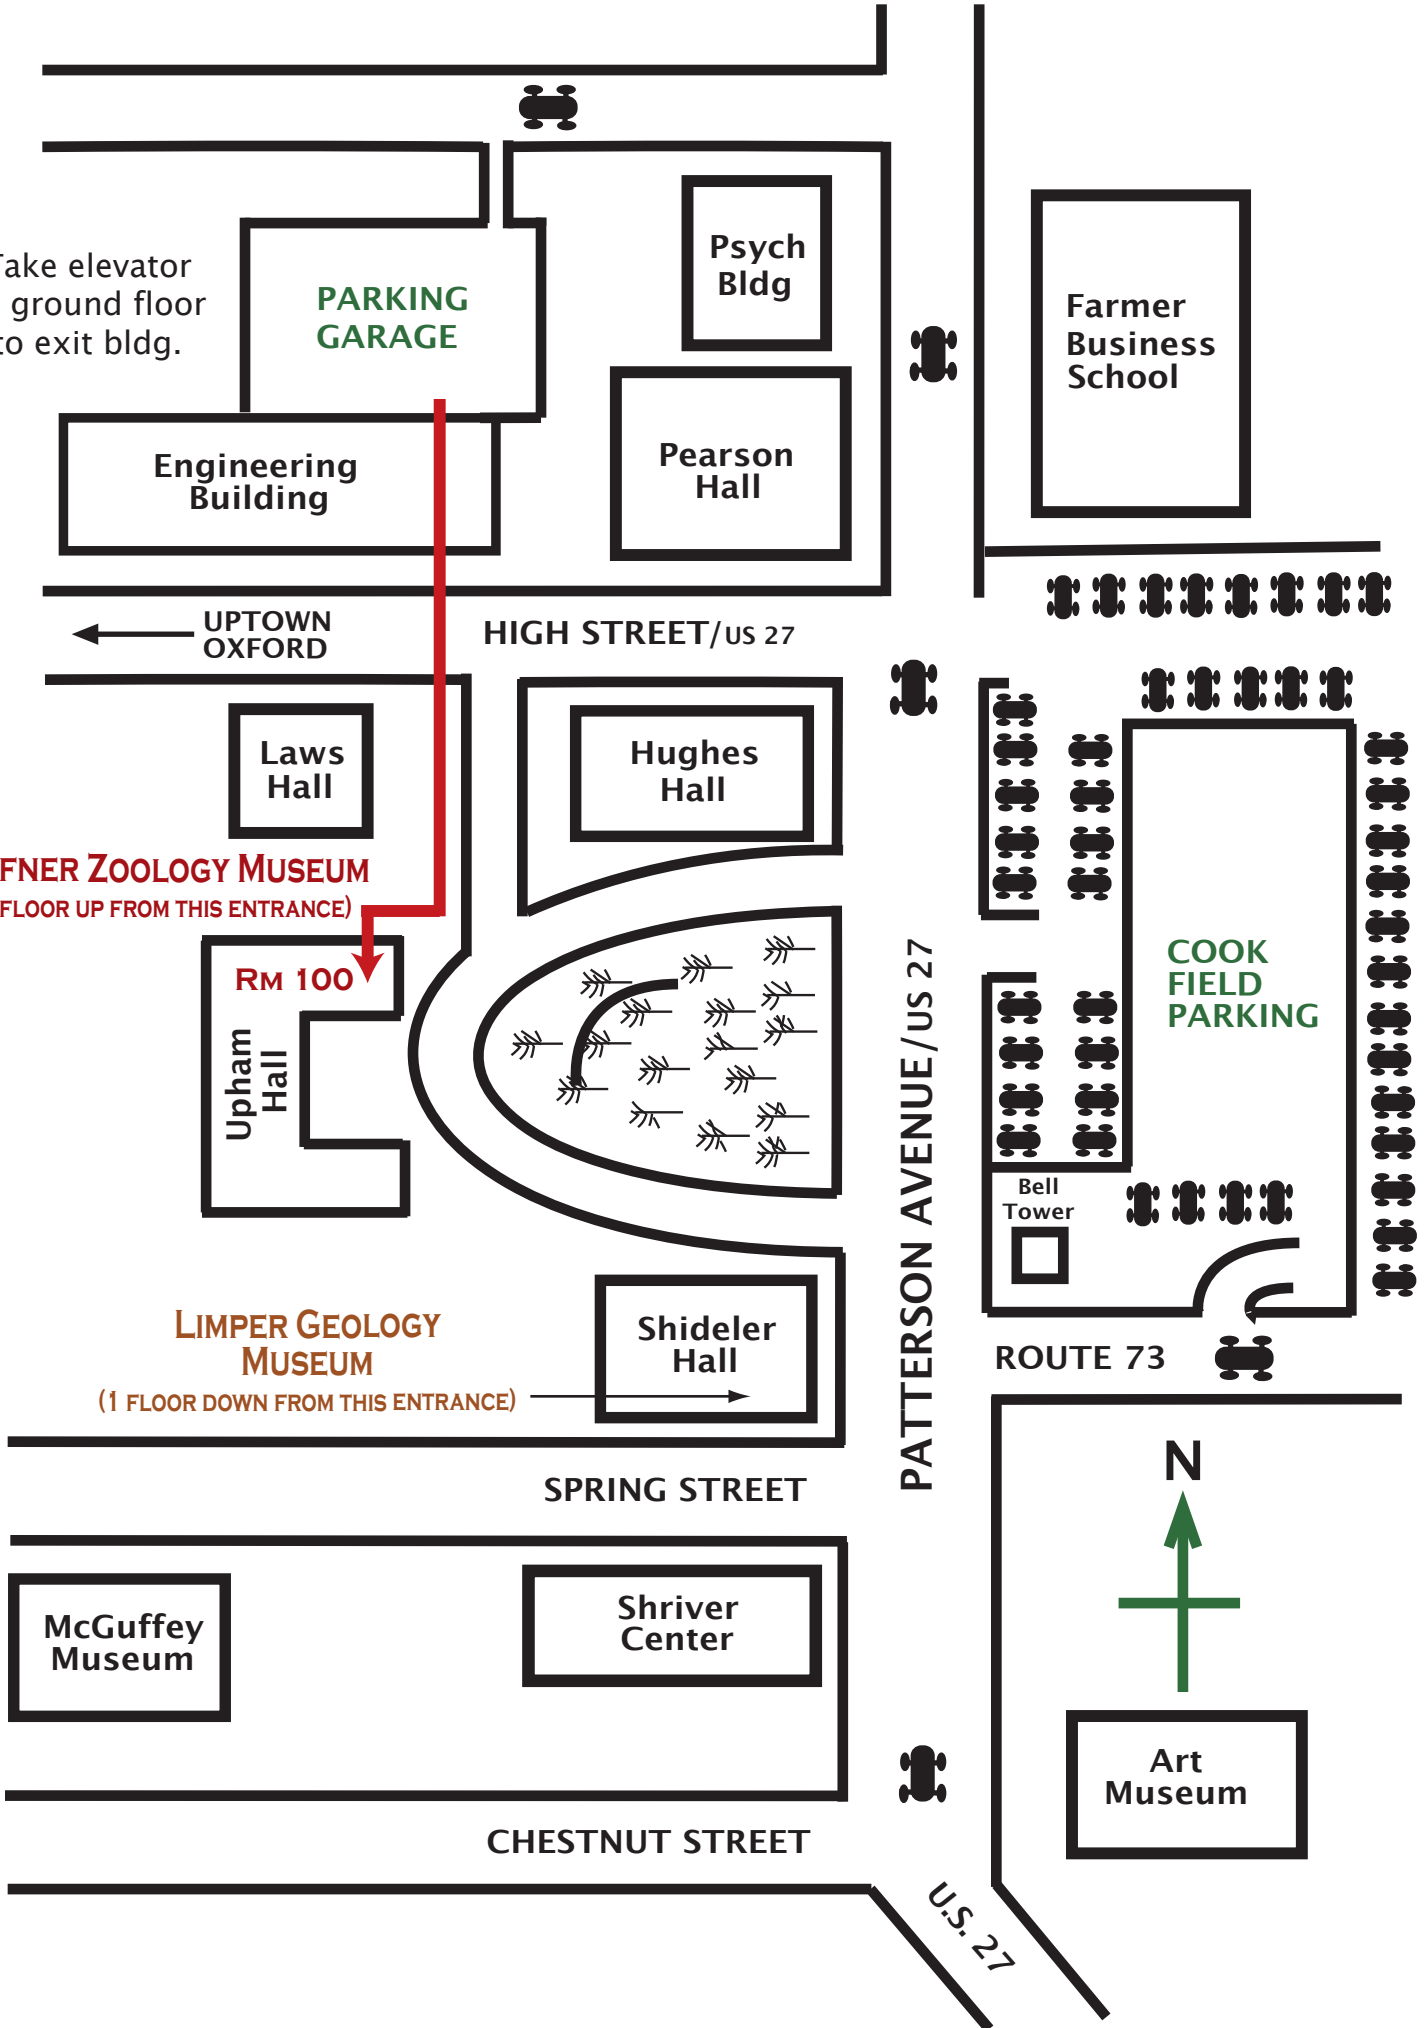 Psych
Bldg
Take elevator
ground floor
to exit bldg.
PARKING
GARAGE
Farmer
Business
School
Engineering
Building
Pearson
Hall
UPTOWN
OXFORD
HIGH STREET/US 27
Laws
Hall
Hughes
Hall
FNER ZOOLOGY MUSEUM
FLOOR UP FROM THIS ENTRANCE)
RM 100
Upham
Hall
COOK
FIELD
PARKING
PATTERSON AVENUE/US 27
Bell
Tower
LIMPER GEOLOGY
MUSEUM
(1 FLOOR DOWN FROM THIS ENTRANCE)
Shideler
Hall
ROUTE 73
N
SPRING STREET
McGuffey
Museum
Shriver
Center
Art
Museum
CHESTNUT STREET
U.S. 27